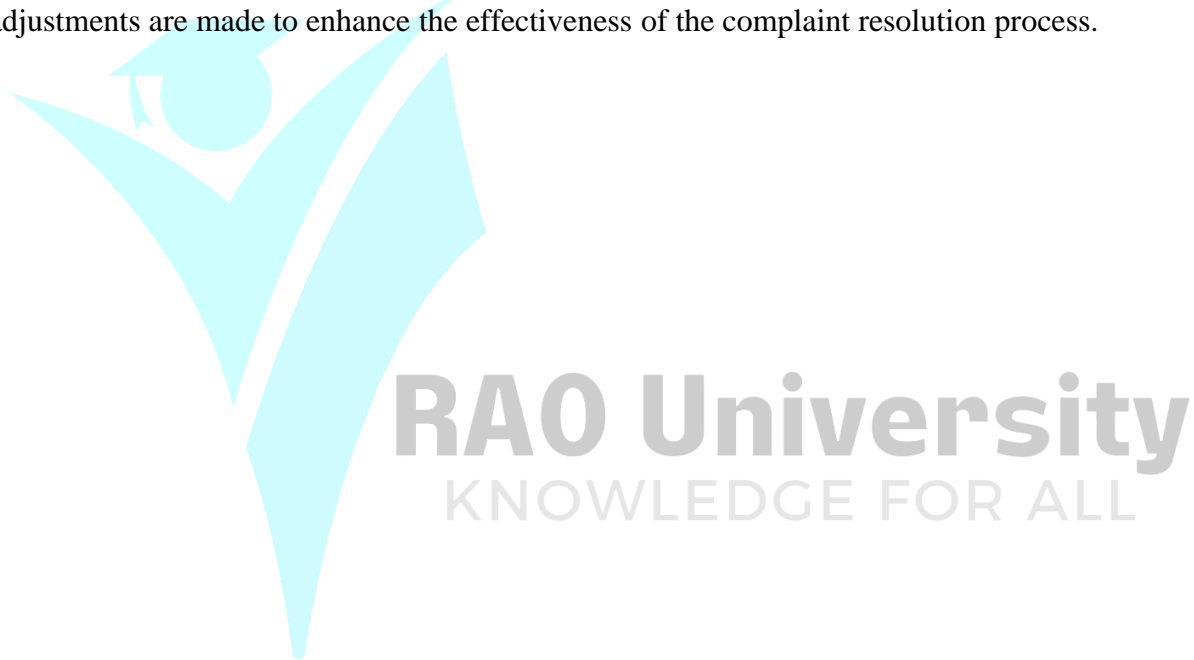 adjustments are made to enhance the effectiveness of the complaint resolution process.
RAO University
KNOWLEDGE FOR ALL